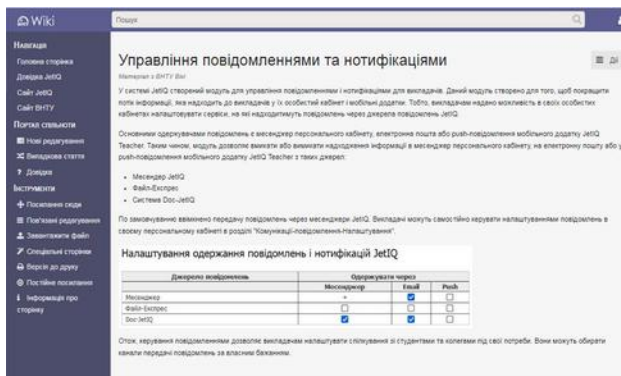 Wiki
Пошук
Навігація
Головна сторінка
Довідка JetIQ
Сайт JetIQ
Сайт ВНТУ
Портал спільноти
Нові редагування
Випадкова стаття
? Довідка
Інструменти
Посилання сюди
Пов'язані редагування
Завантажити файл
Спеціальні сторінки
Версія до друку
Постійне посилання
Інформація про
сторінку
Управління повідомленнями та нотифікаціями
Матеріал з ВНТУ Вікі
У системі JetIQ створений модуль для управління повідомленнями і нотифікаціями для викладачів. Даний модуль створено для того, щоб покращити
потік інформації, яка надходить до викладачів у їх особистий кабінет і мобільні додатки. Тобто, викладачам надано можливість в своїх особистих
кабінетах налаштовувати сервіси, на які надходитимуть повідомлення через джерела повідомлень JetIQ.
Основними одержувачами повідомлень є месенджер персонального кабінету, електронна пошта або push-повідомлення мобільного додатку JetIQ
Teacher. Таким чином, модуль дозволяє вмикати або вимикати надходження інформації в месенджер персонального кабінету, на електронну пошту або у
push-повідомлення мобільного додатку JetIQ Teacher з таких джерел:
• Месенджер JetIQ
• Файл-Експрес
• Система Doc-JetIQ
По замовчуванню ввімкнено передачу повідомлень через месенджери JetIQ. Викладачі можуть самостійно керувати налаштуваннями повідомлень в
своєму персональному кабінеті в розділі "Комунікації-повідомлення-Налаштування".
Налаштування одержання повідомлень і нотифікацій JetIQ
Джерело повідомлень Одержувати через
Месенджер Email Push
Месенджер +
Файл-Експрес
Doc-JetIQ
Отож, керування повідомленнями дозволяє викладачам налаштувати спілкування зі студентами та колегами під свої потреби. Вони можуть обирати
канали передачі повідомлень за власним бажанням.